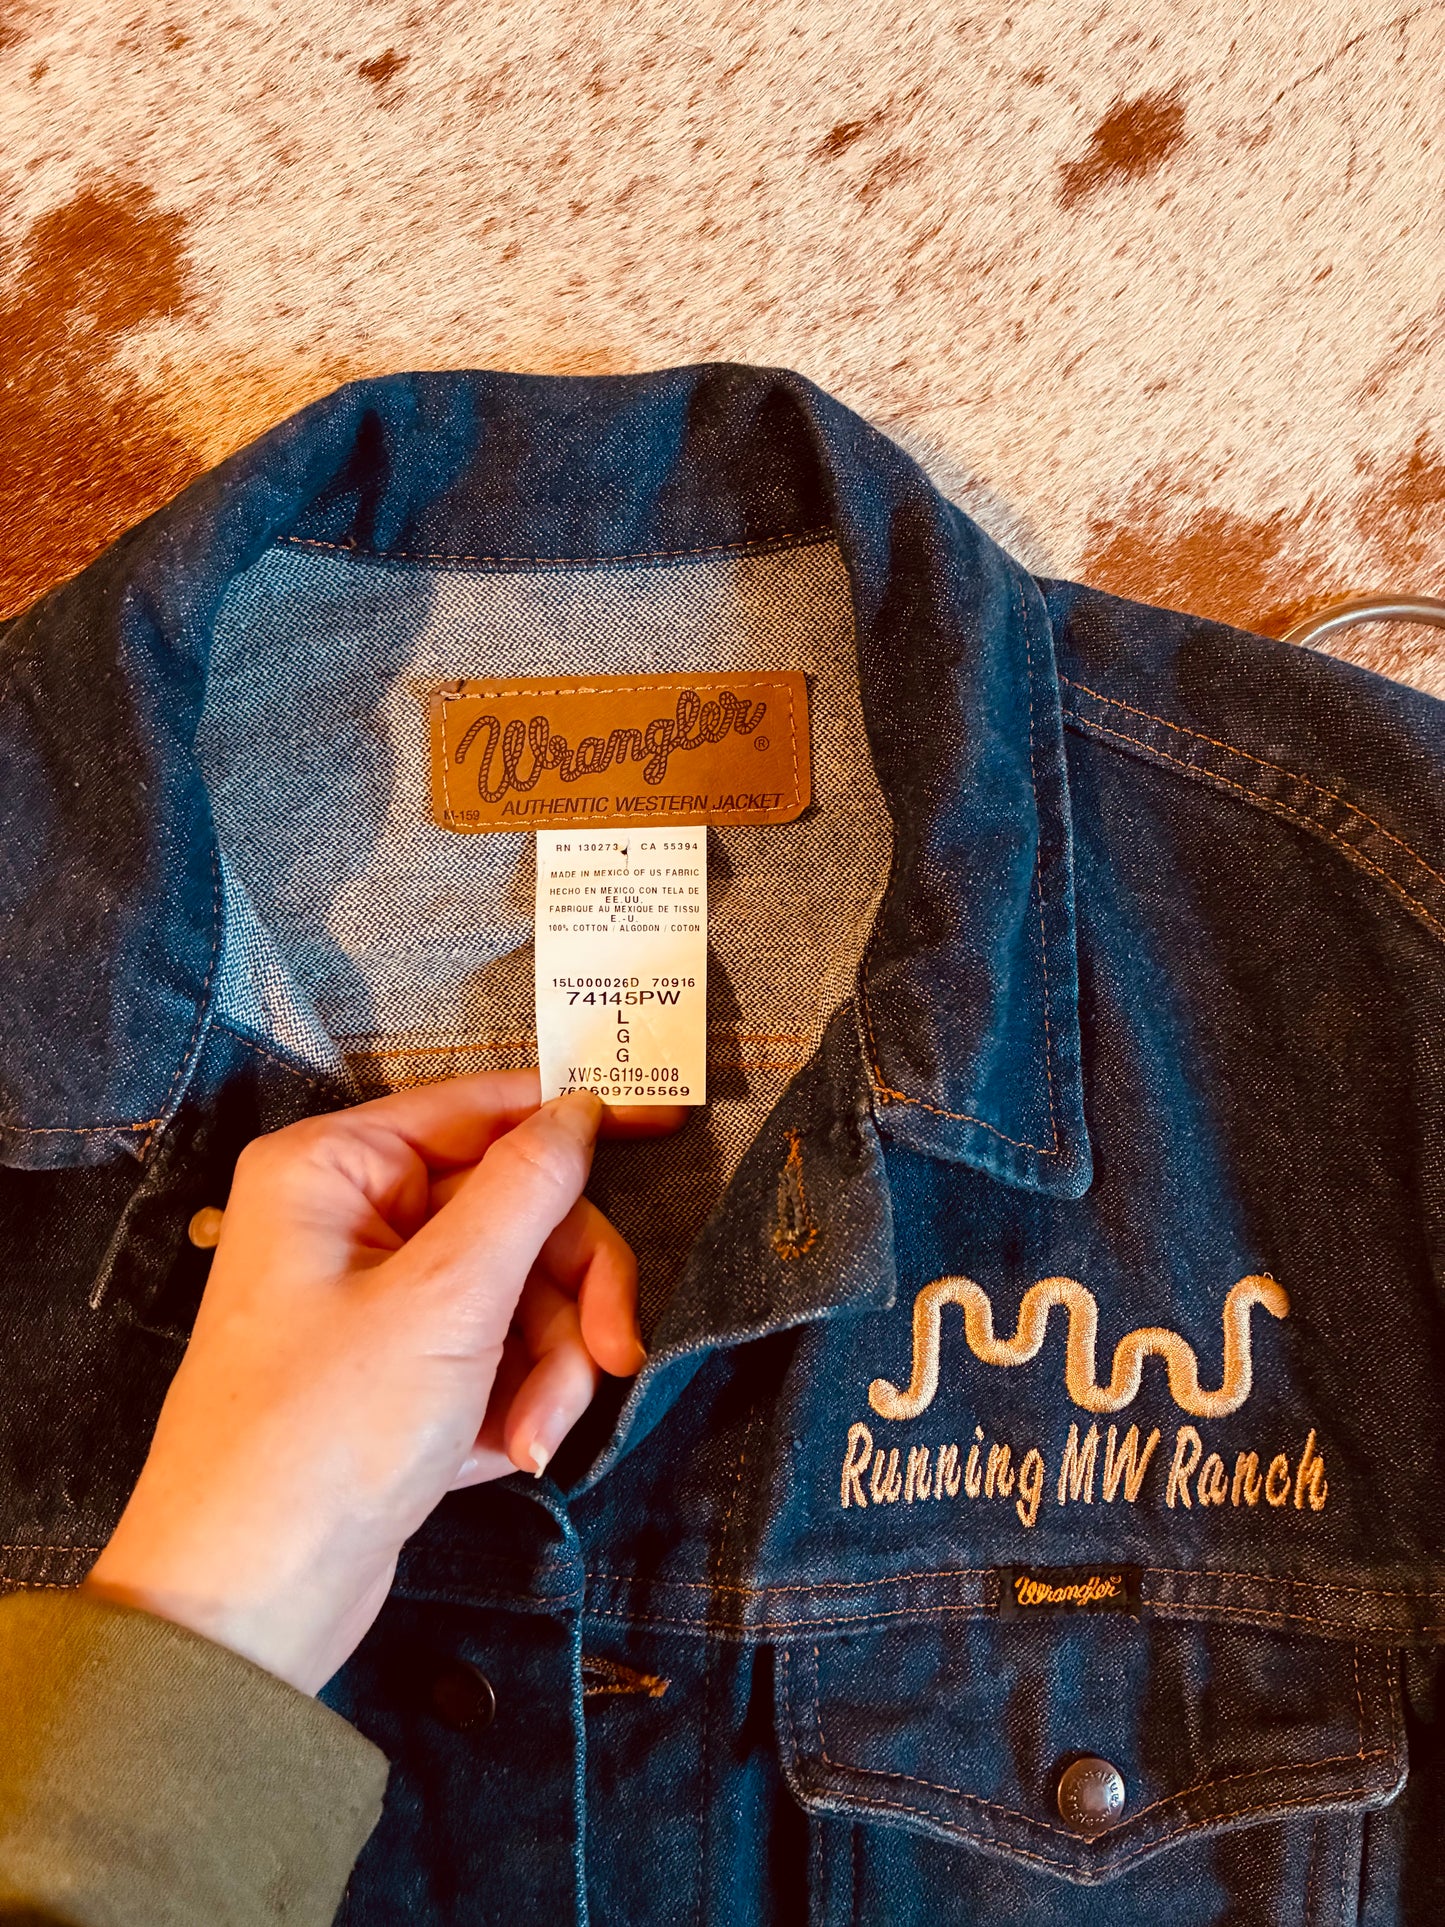 Wrangler
®
AUTHENTIC WESTERN JACKET
-159
RN 130273 CA 55394
MADE IN MEXICO OF US FABRIC
HECHO EN MEXICO CON TELA DE
EE.UU.
FABRIQUE AU MEXIQUE DE TISSU
E.-U.
100% COTTON / ALGODON / COTON
15L000026D 70916
74145PW
L
G
G
XWS-G119-008
Running MW Ranch
Wrangler